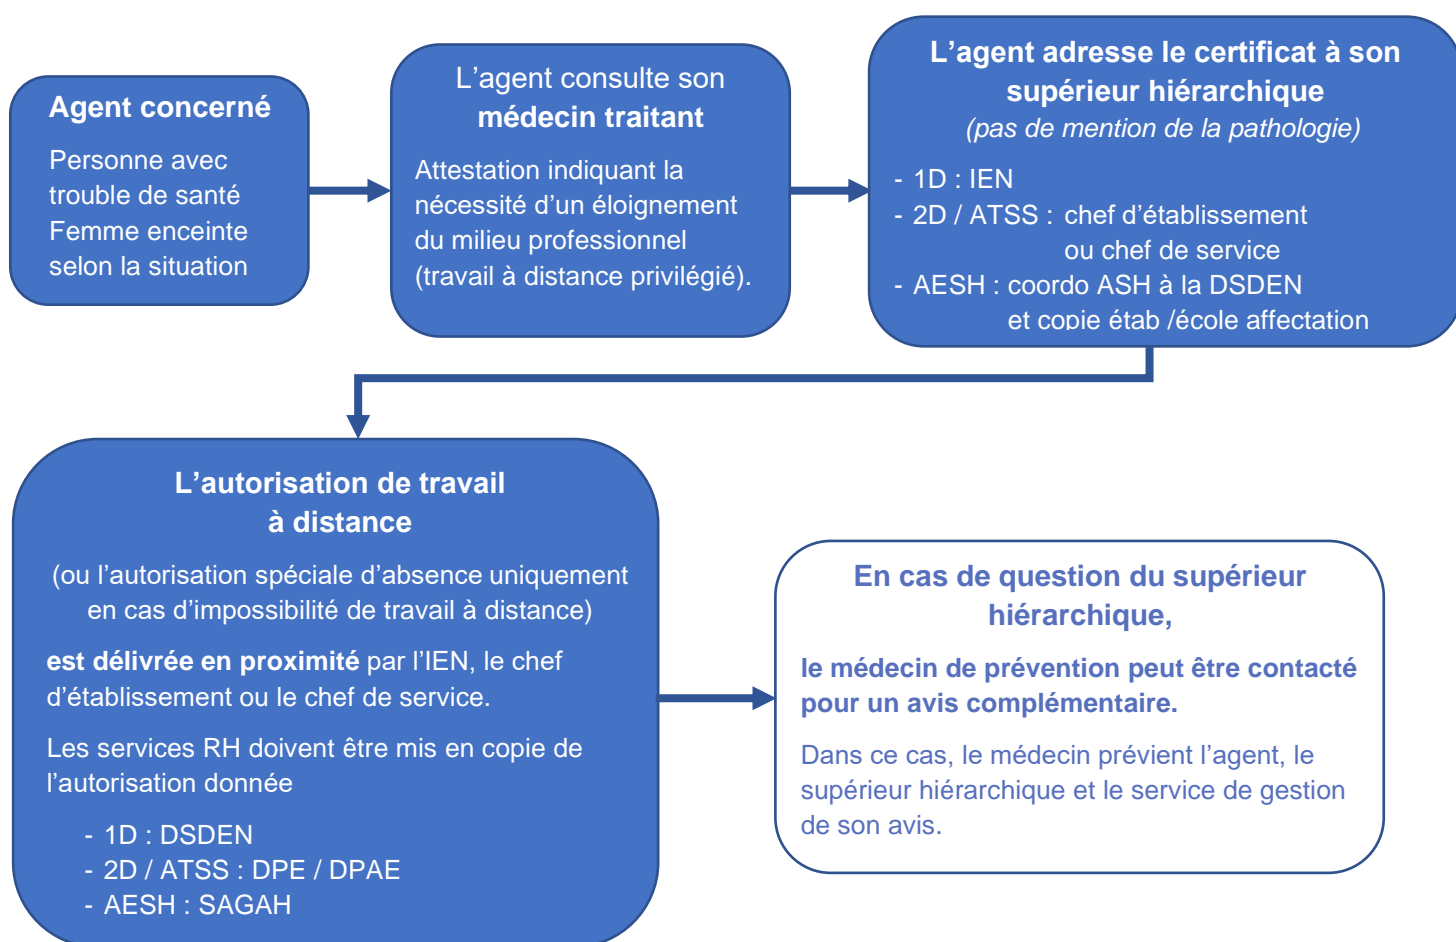 Agent concerné
Personne avec
trouble de santé
Femme enceinte
selon la situation
L’agent consulte son
médecin traitant
Attestation indiquant la
nécessité d’un éloignement
du milieu professionnel
(travail à distance privilégié).
L’agent adresse le certificat à son
supérieur hiérarchique
(pas de mention de la pathologie)
- 1D : IEN
- 2D / ATSS : chef d’établissement
ou chef de service
- AESH : coordo ASH à la DSDEN
et copie étab /école affectation
L’autorisation de travail
à distance
(ou l’autorisation spéciale d’absence uniquement
en cas d’impossibilité de travail à distance)
est délivrée en proximité par l’IEN, le chef
d’établissement ou le chef de service.
Les services RH doivent être mis en copie de
l’autorisation donnée
- 1D : DSDEN
- 2D / ATSS : DPE / DPAE
- AESH : SAGAH
En cas de question du supérieur
hiérarchique,
le médecin de prévention peut être contacté
pour un avis complémentaire.
Dans ce cas, le médecin prévient l’agent, le
supérieur hiérarchique et le service de gestion
de son avis.